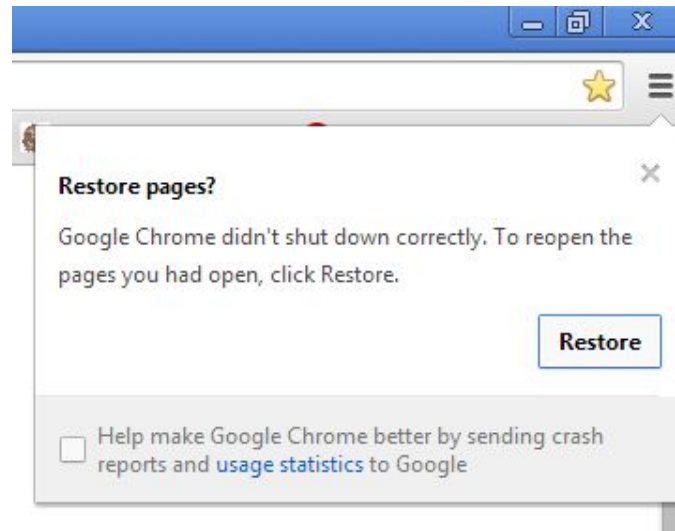 Restore pages?
Google Chrome didn't shut down correctly. To reopen the
pages you had open, click Restore.
Restore
Help make Google Chrome better by sending crash
reports and usage statistics to Google